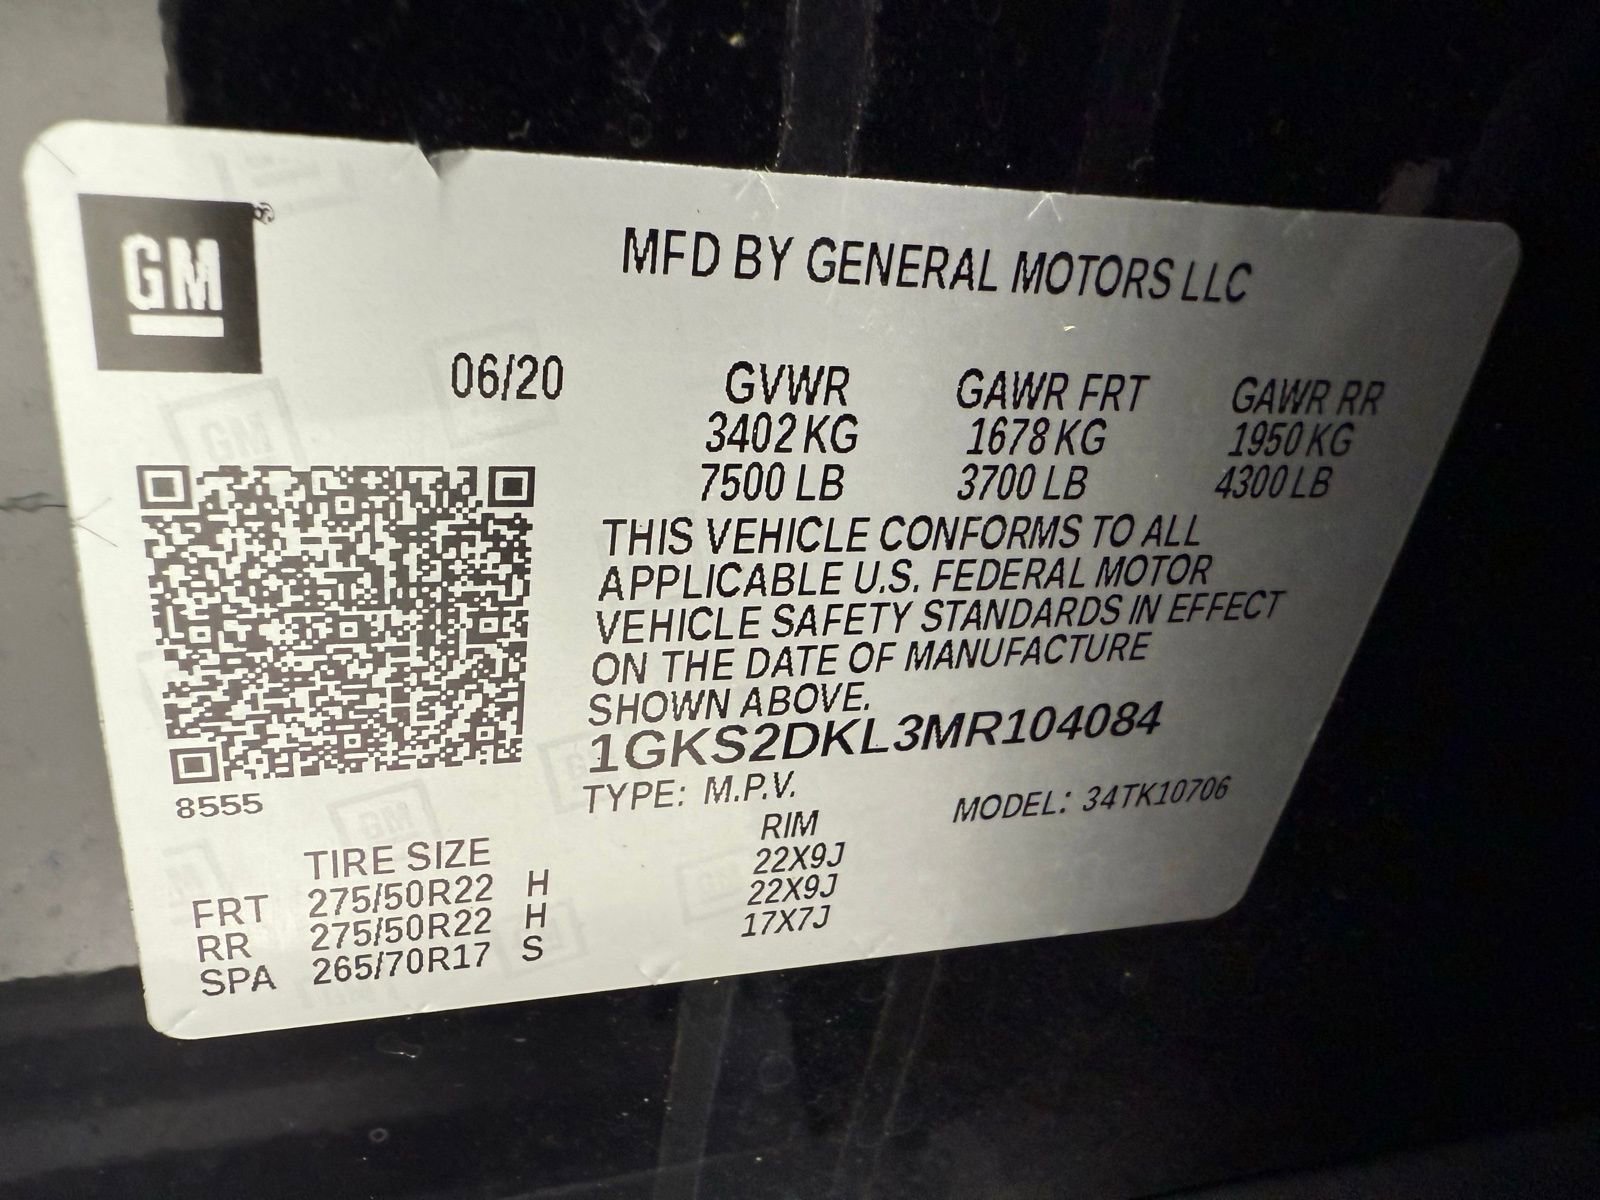 GM®
MFD BY GENERAL MOTORS LLC
06/20 GVWR GAWR FRT GAWR RR
3402 KG 1678 KG 1950 KG
7500 LB 3700 LB 4300 LB
THIS VEHICLE CONFORMS TO ALL
APPLICABLE U.S. FEDERAL MOTOR
VEHICLE SAFETY STANDARDS IN EFFECT
ON THE DATE OF MANUFACTURE
SHOWN ABOVE.
1GKS2DKL3MR104084
8555
TYPE: M.P.V. MODEL: 34TK10706
TIRE SIZE RIM
FRT 275/50R22 H 22X9J
RR 275/50R22 H 22X9J
SPA 265/70R17 S 17X7J